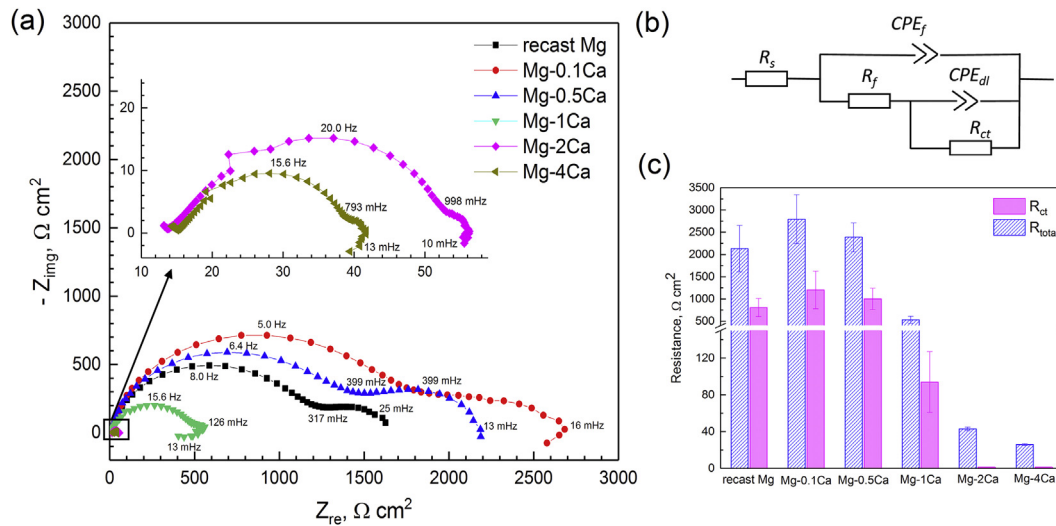 (a)
- Z_img, Ω cm²
3000
2500
2000
1500
1000
500
0
0 500 1000 1500 2000 2500 3000
Z_re, Ω cm²
recast Mg
Mg-0.1Ca
Mg-0.5Ca
Mg-1Ca
Mg-2Ca
Mg-4Ca
20
15
10
5
0
10 20 30 40 50
20.0 Hz
15.6 Hz
793 mHz
998 mHz
13 mHz
10 mHz
5.0 Hz
6.4 Hz
8.0 Hz
399 mHz
399 mHz
15.6 Hz
126 mHz
317 mHz
25 mHz
13 mHz
16 mHz
13 mHz
(b)
CPE_f
R_s
R_f
CPE_dl
R_ct
(c)
Resistance, Ω cm²
3500
3000
2500
2000
1500
1000
500
120
80
40
0
R_ct
R_total
recast Mg Mg-0.1Ca Mg-0.5Ca Mg-1Ca Mg-2Ca Mg-4Ca